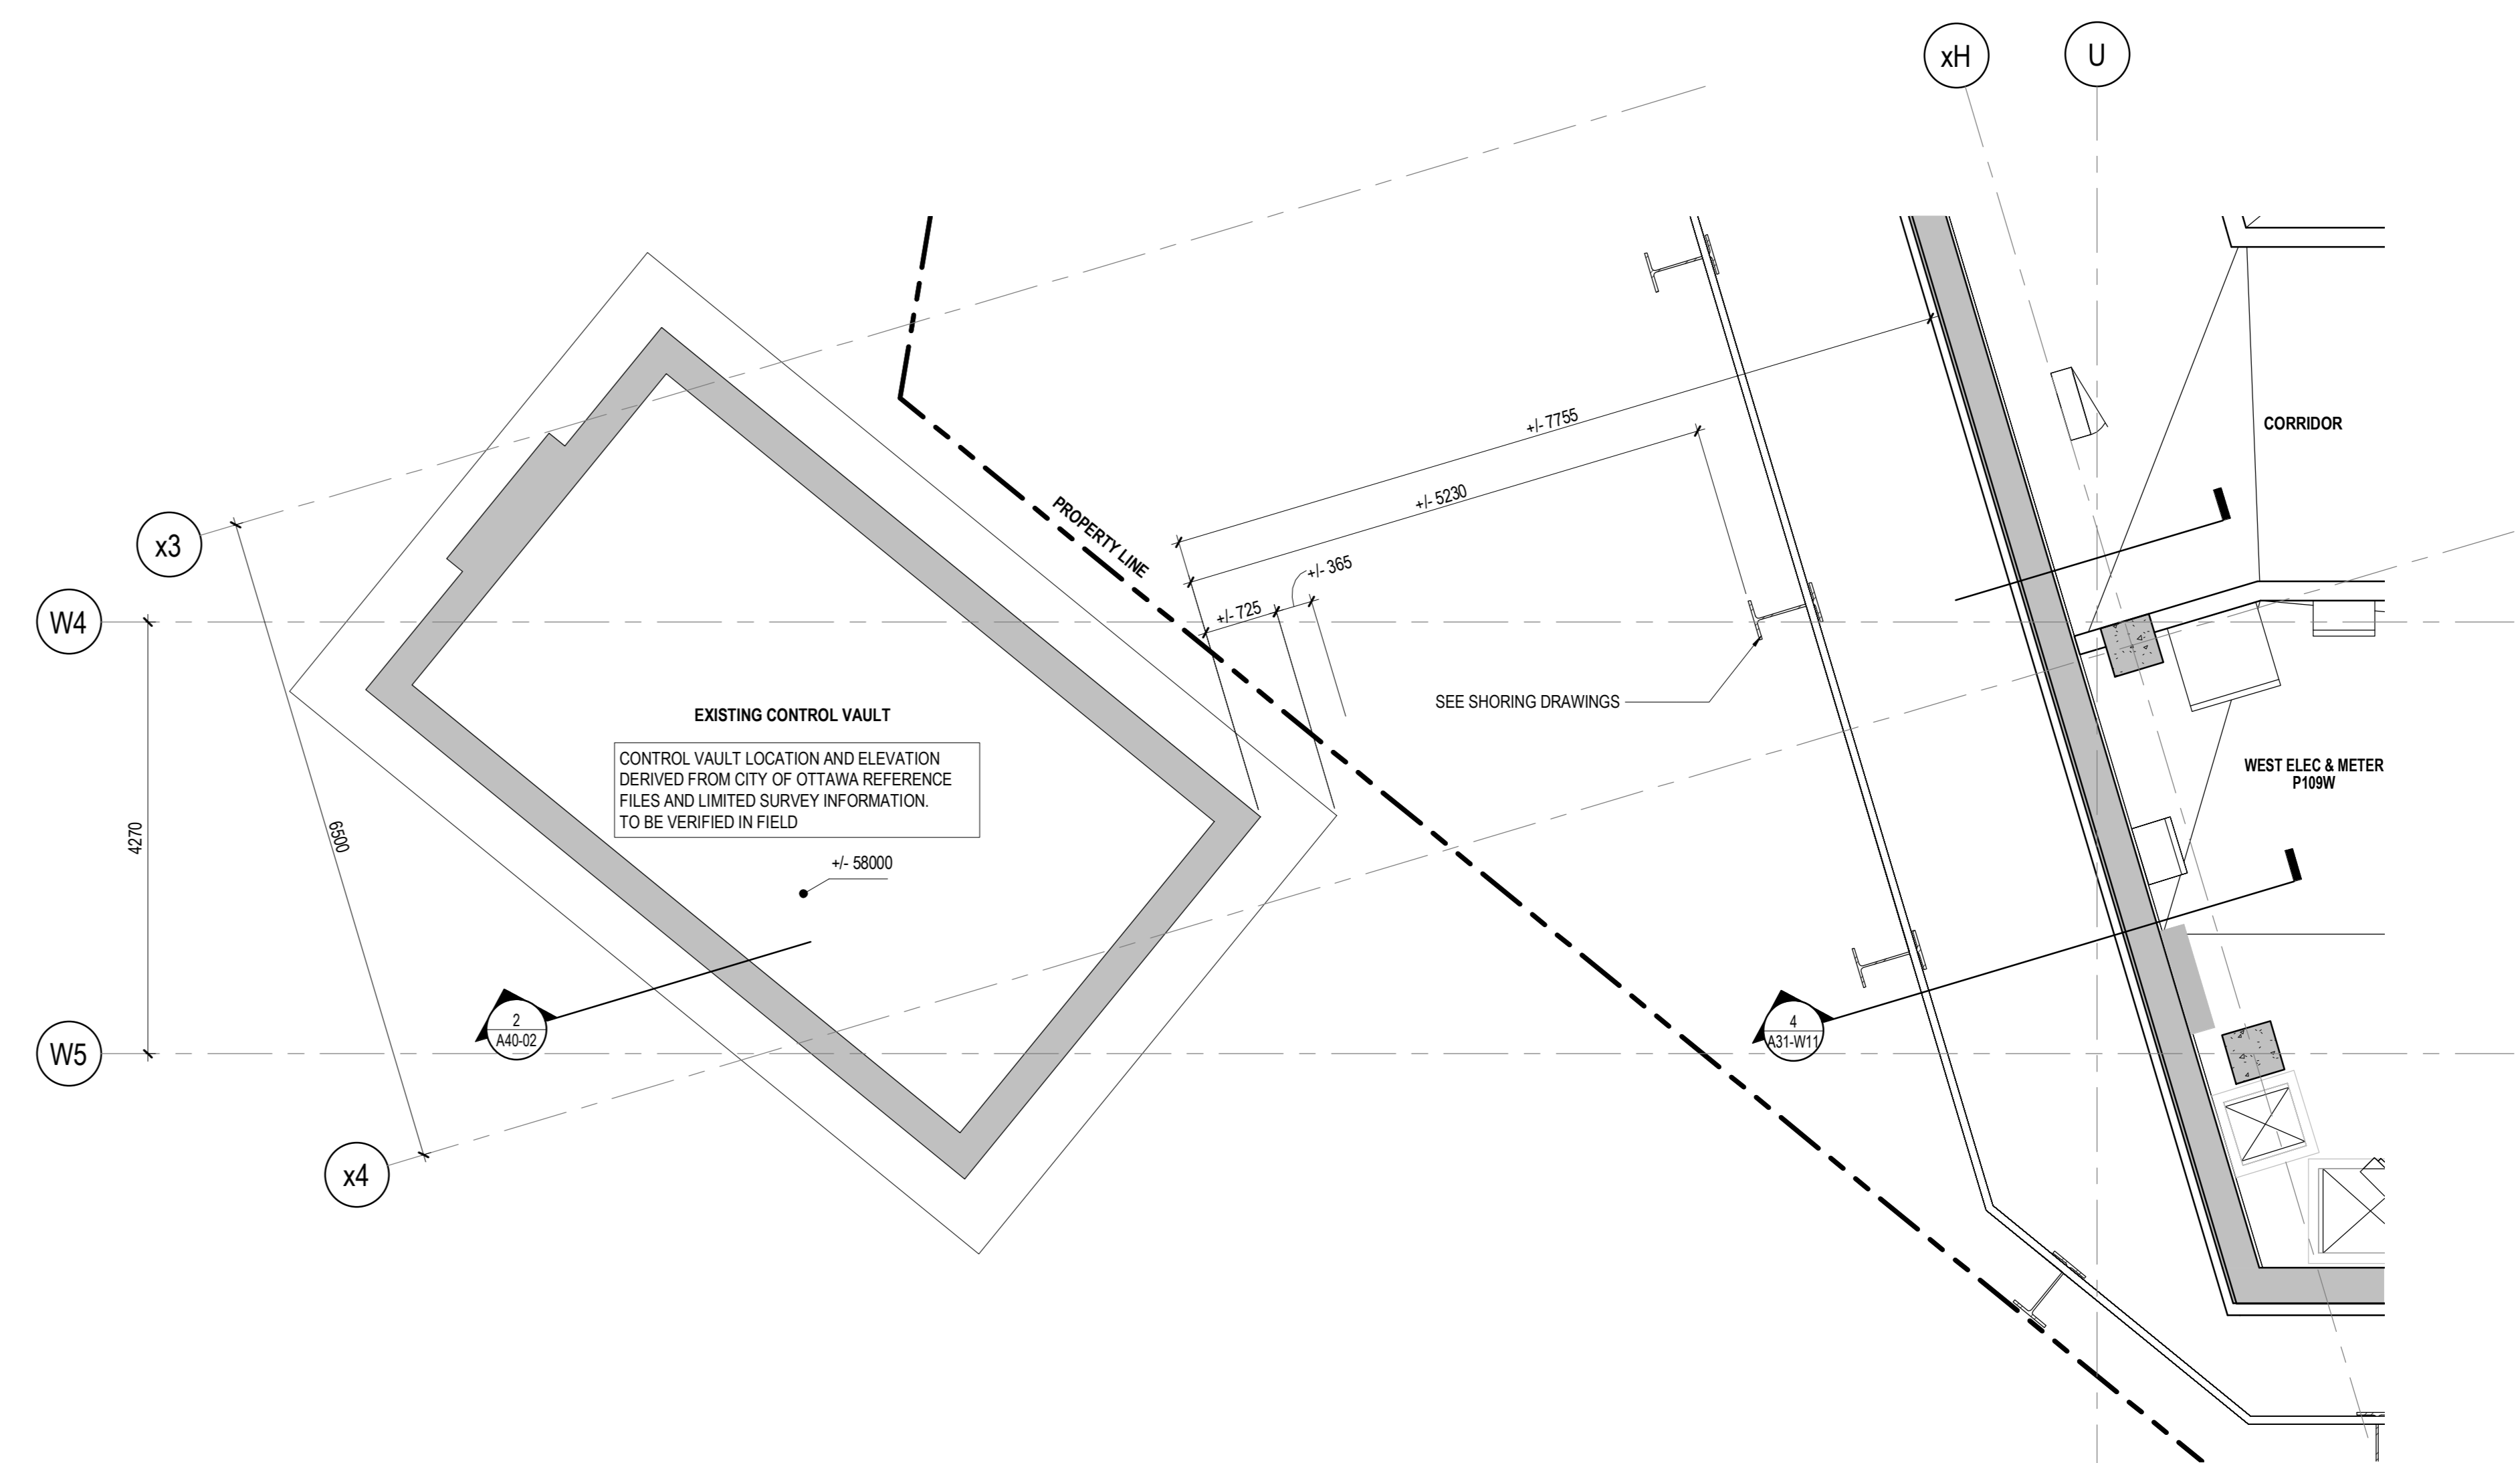 xH
U
x3
W4
W5
x4
4270
6500
+/- 7755
+/- 5230
+/- 365
+/- 725
PROPERTY LINE
CORRIDOR
SEE SHORING DRAWINGS
WEST ELEC & METER
P109W
EXISTING CONTROL VAULT
CONTROL VAULT LOCATION AND ELEVATION
DERIVED FROM CITY OF OTTAWA REFERENCE
FILES AND LIMITED SURVEY INFORMATION.
TO BE VERIFIED IN FIELD
+/- 58000
2
A40-02
4
A31-W11